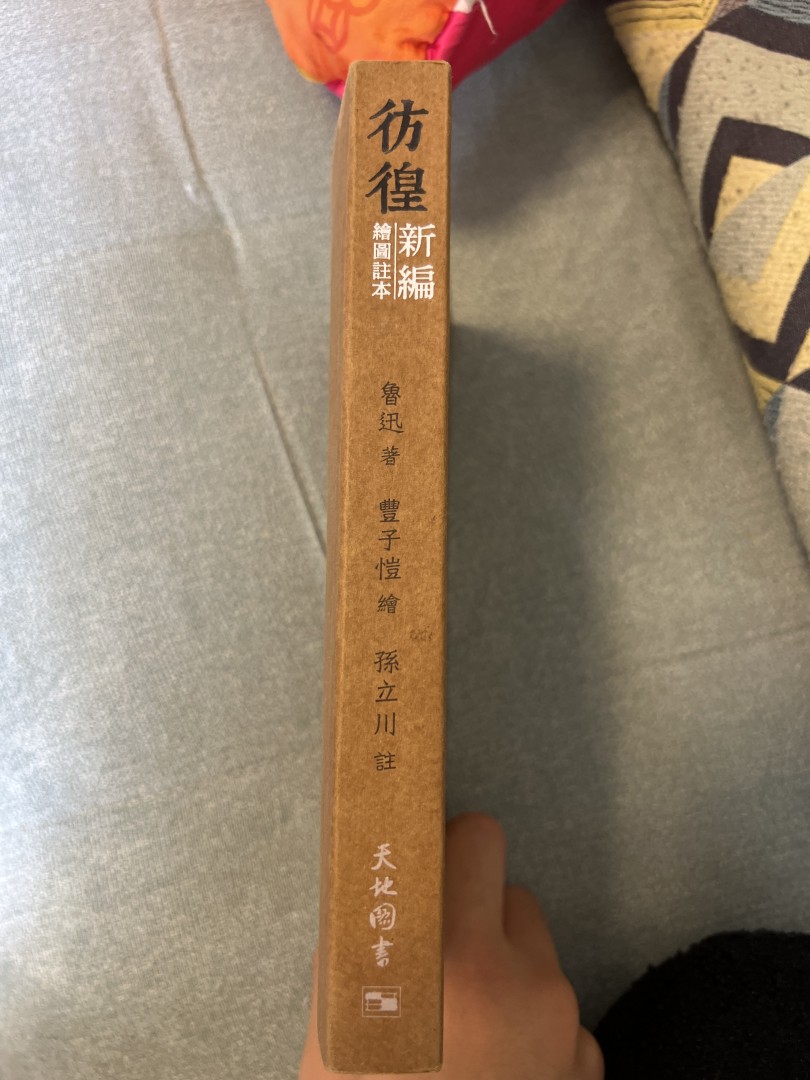 彷徨
新編
繪圖註本
魯迅 著
豐子愷 繪
孫立川 註
天地圖書